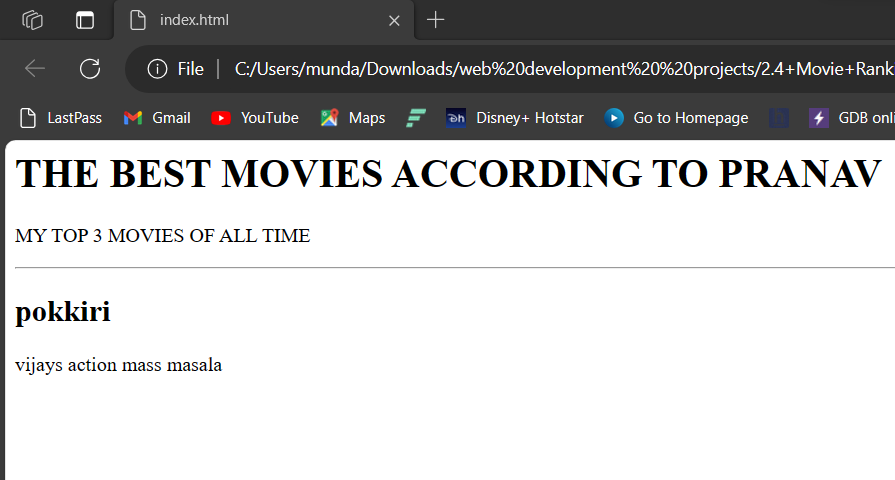 index.html
File
C:/Users/munda/Downloads/web%20development%20%20projects/2.4+Movie+Rank
LastPass
Gmail
YouTube
Maps
Disney+ Hotstar
Go to Homepage
GDB onli
THE BEST MOVIES ACCORDING TO PRANAV
MY TOP 3 MOVIES OF ALL TIME
pokkiri
vijays action mass masala